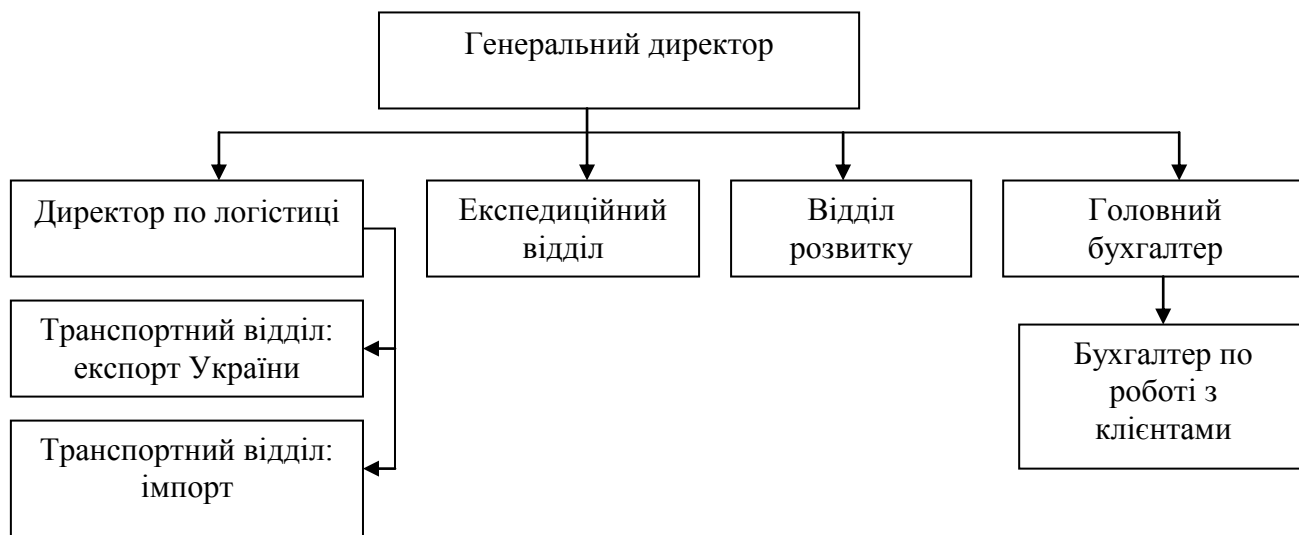 Генеральний директор
Директор по логістиці
Експедиційний
відділ
Відділ
розвитку
Головний
бухгалтер
Транспортний відділ:
експорт України
Транспортний відділ:
імпорт
Бухгалтер по
роботі з
клієнтами